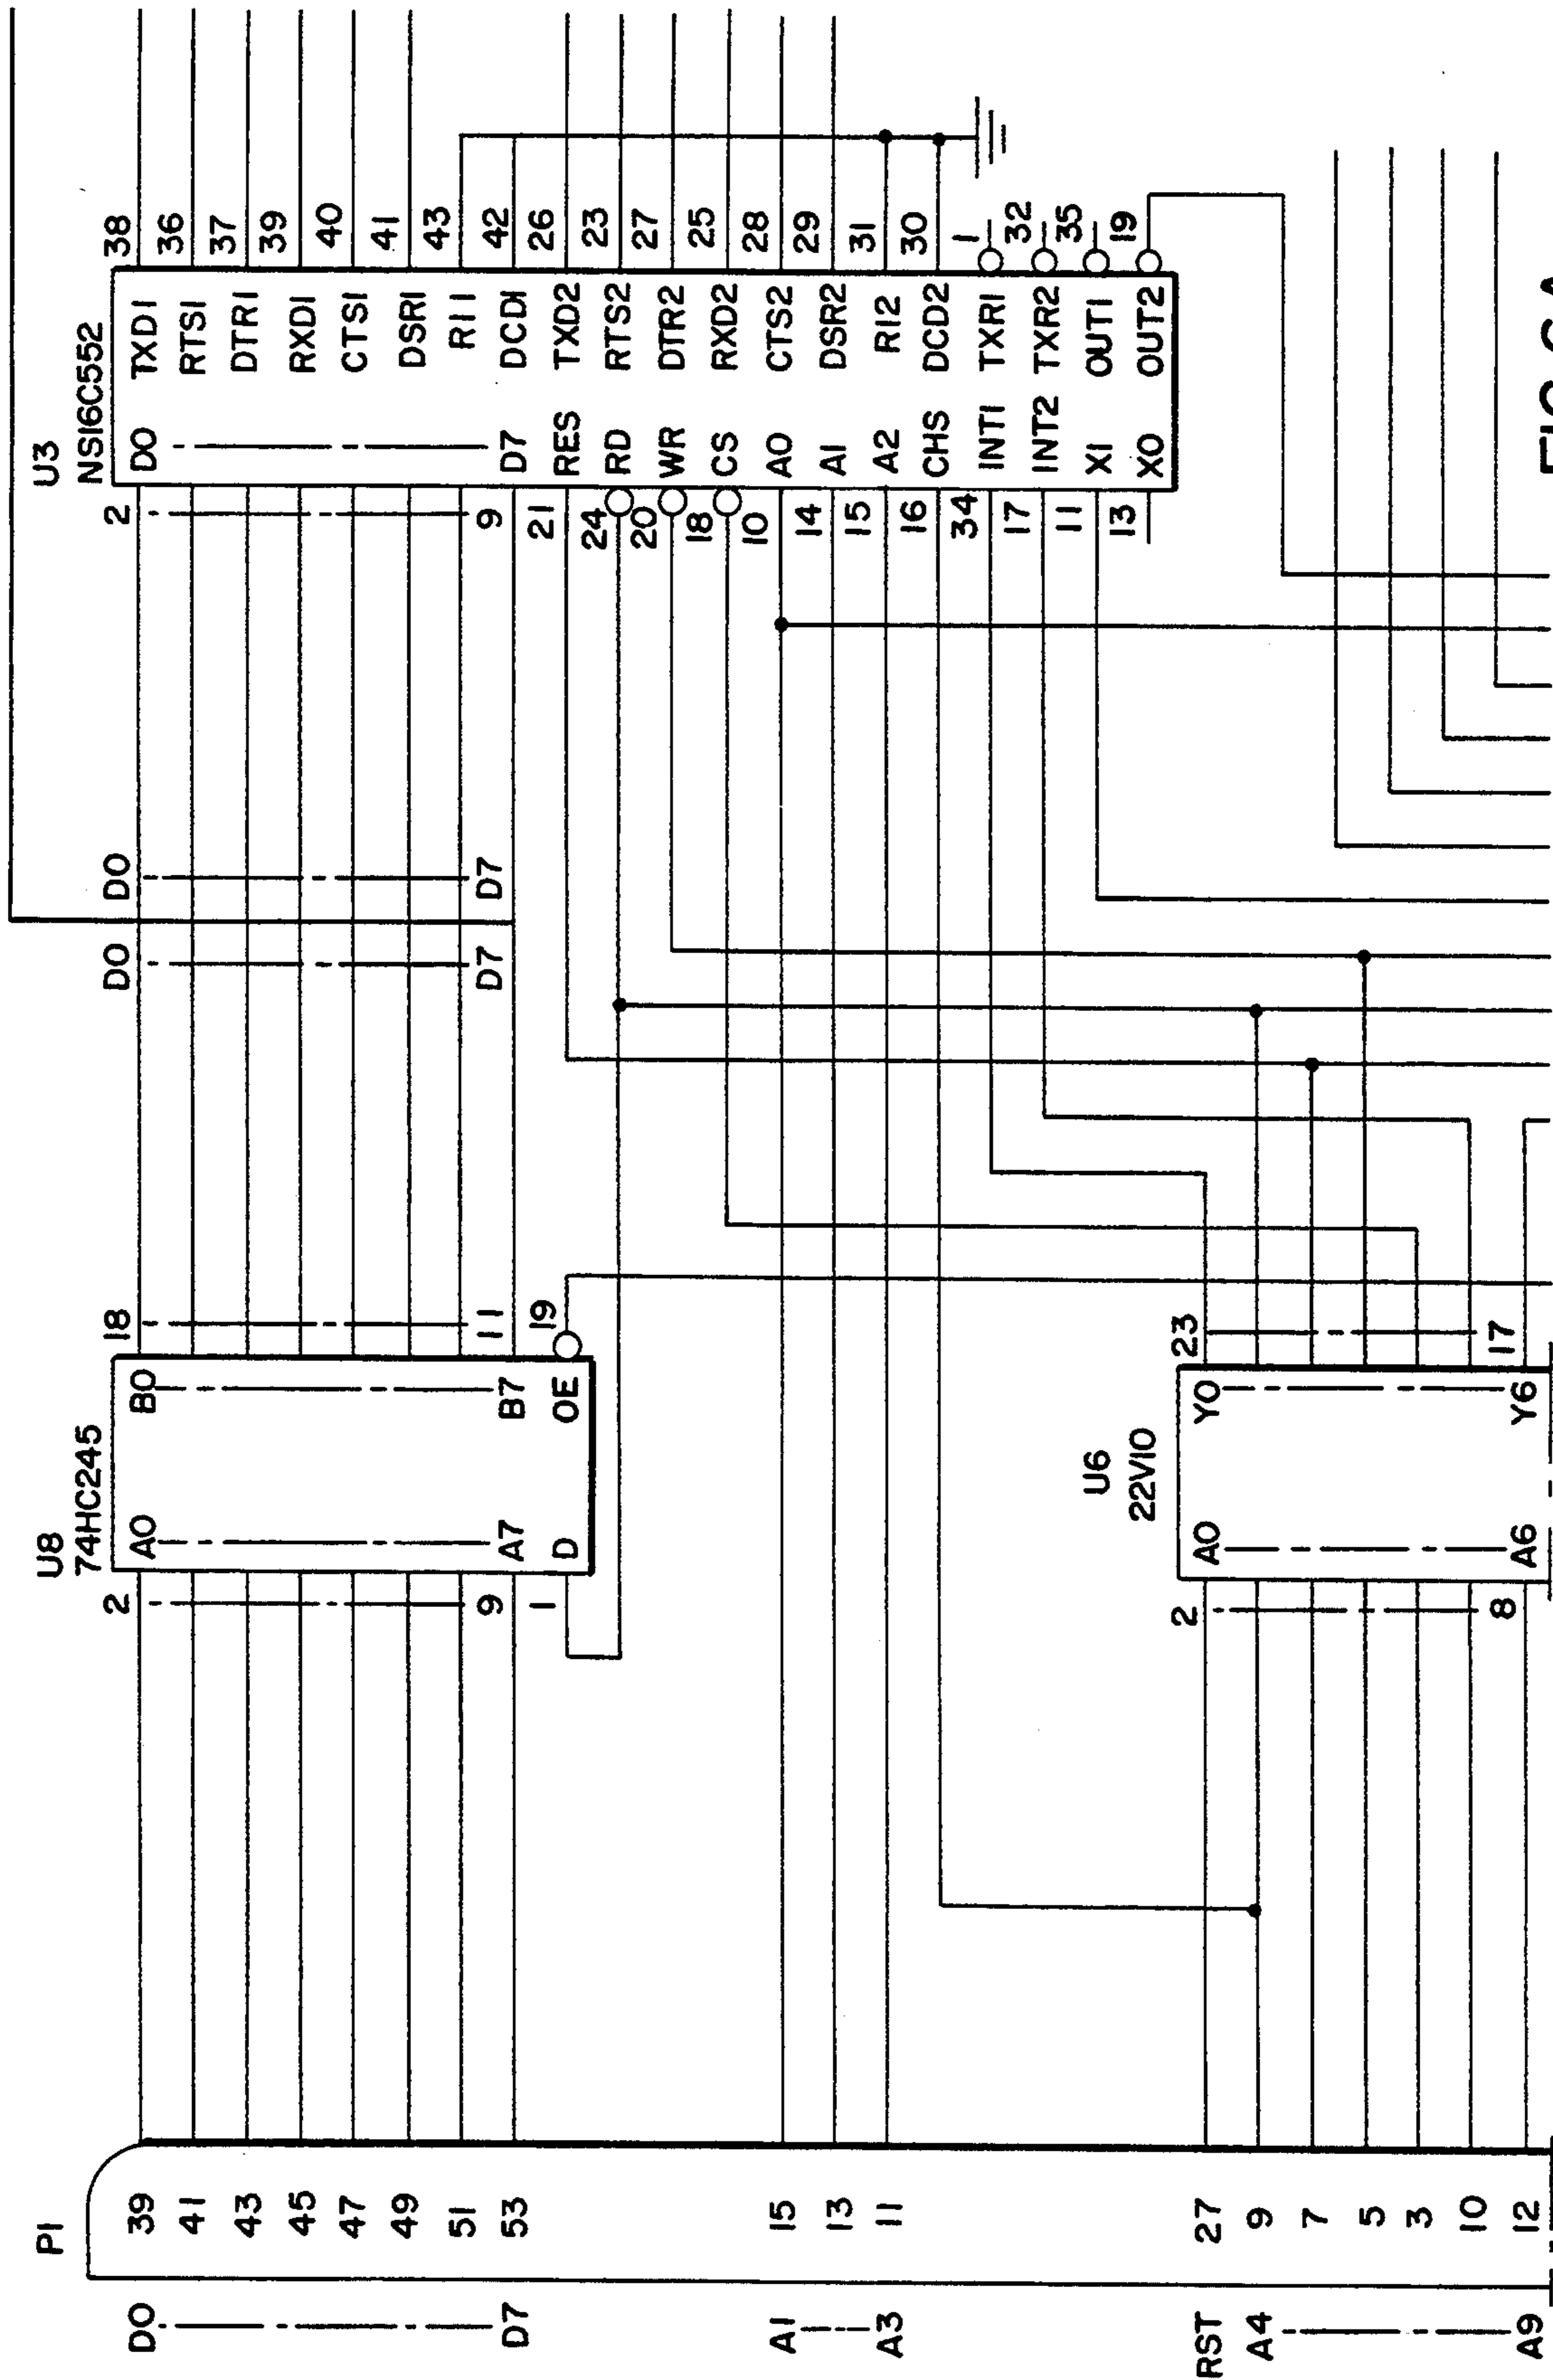 P1
D0
D7
A1
A3
RST
A4
A9
39
41
43
45
47
49
51
53
15
13
11
27
9
7
5
3
10
12
U8
74HC245
2
9
1
A0
A7
D
B0
B7
OE
18
11
19
U6
22V10
2
8
A0
A6
Y0
Y6
23
17
D0
D7
D0
D7
U3
NS16C552
2
9
21
24
20
18
10
14
15
16
34
17
11
13
D0 TXD1
RTS1
DTR1
RXD1
CTS1
DSR1
RI1
D7 DCD1
RES TXD2
RD RTS2
WR DTR2
CS RXD2
A0 CTS2
A1 DSR2
A2 RI2
CHS DCD2
INT1 TXR1
INT2 TXR2
X1 OUT1
X0 OUT2
38
36
37
39
40
41
43
42
26
23
27
25
28
29
31
30
1
32
35
19